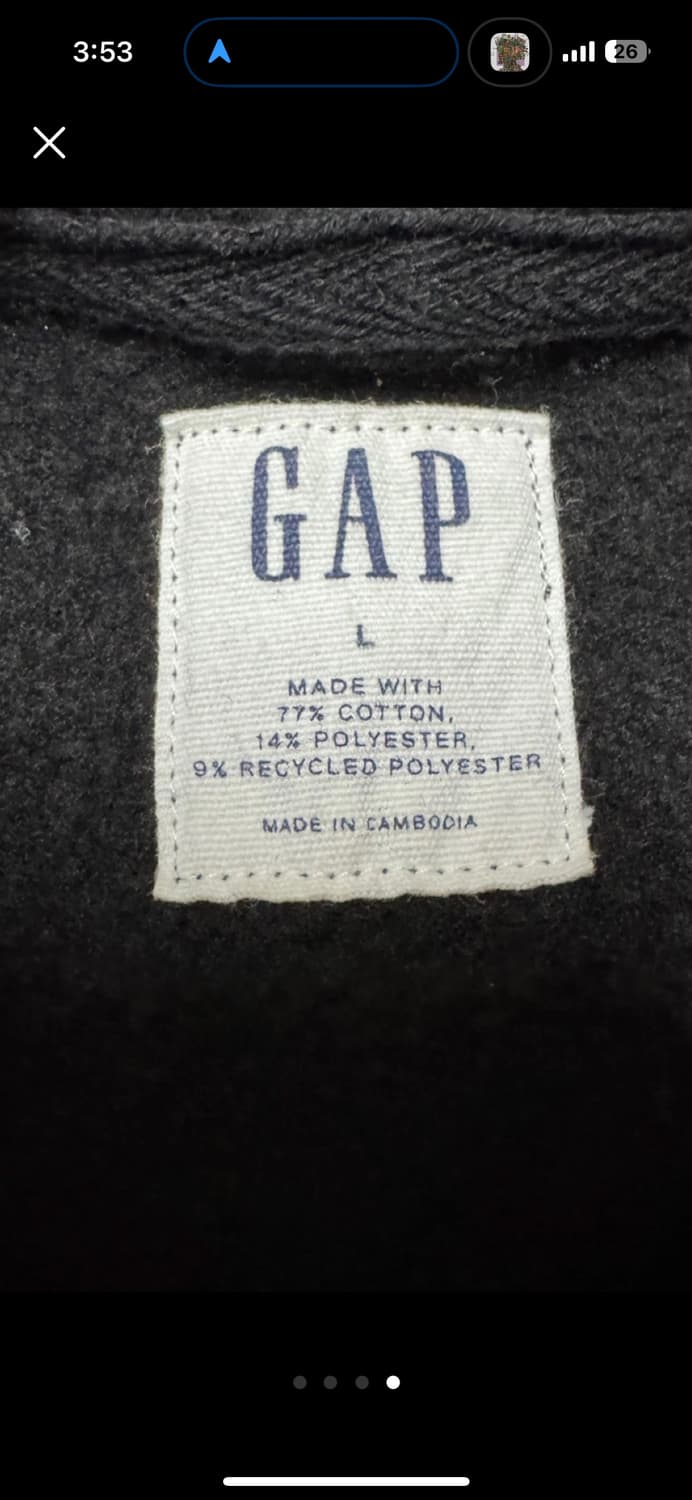 3:53
26
GAP
L
MADE WITH
77% COTTON,
14% POLYESTER,
9% RECYCLED POLYESTER
MADE IN CAMBODIA